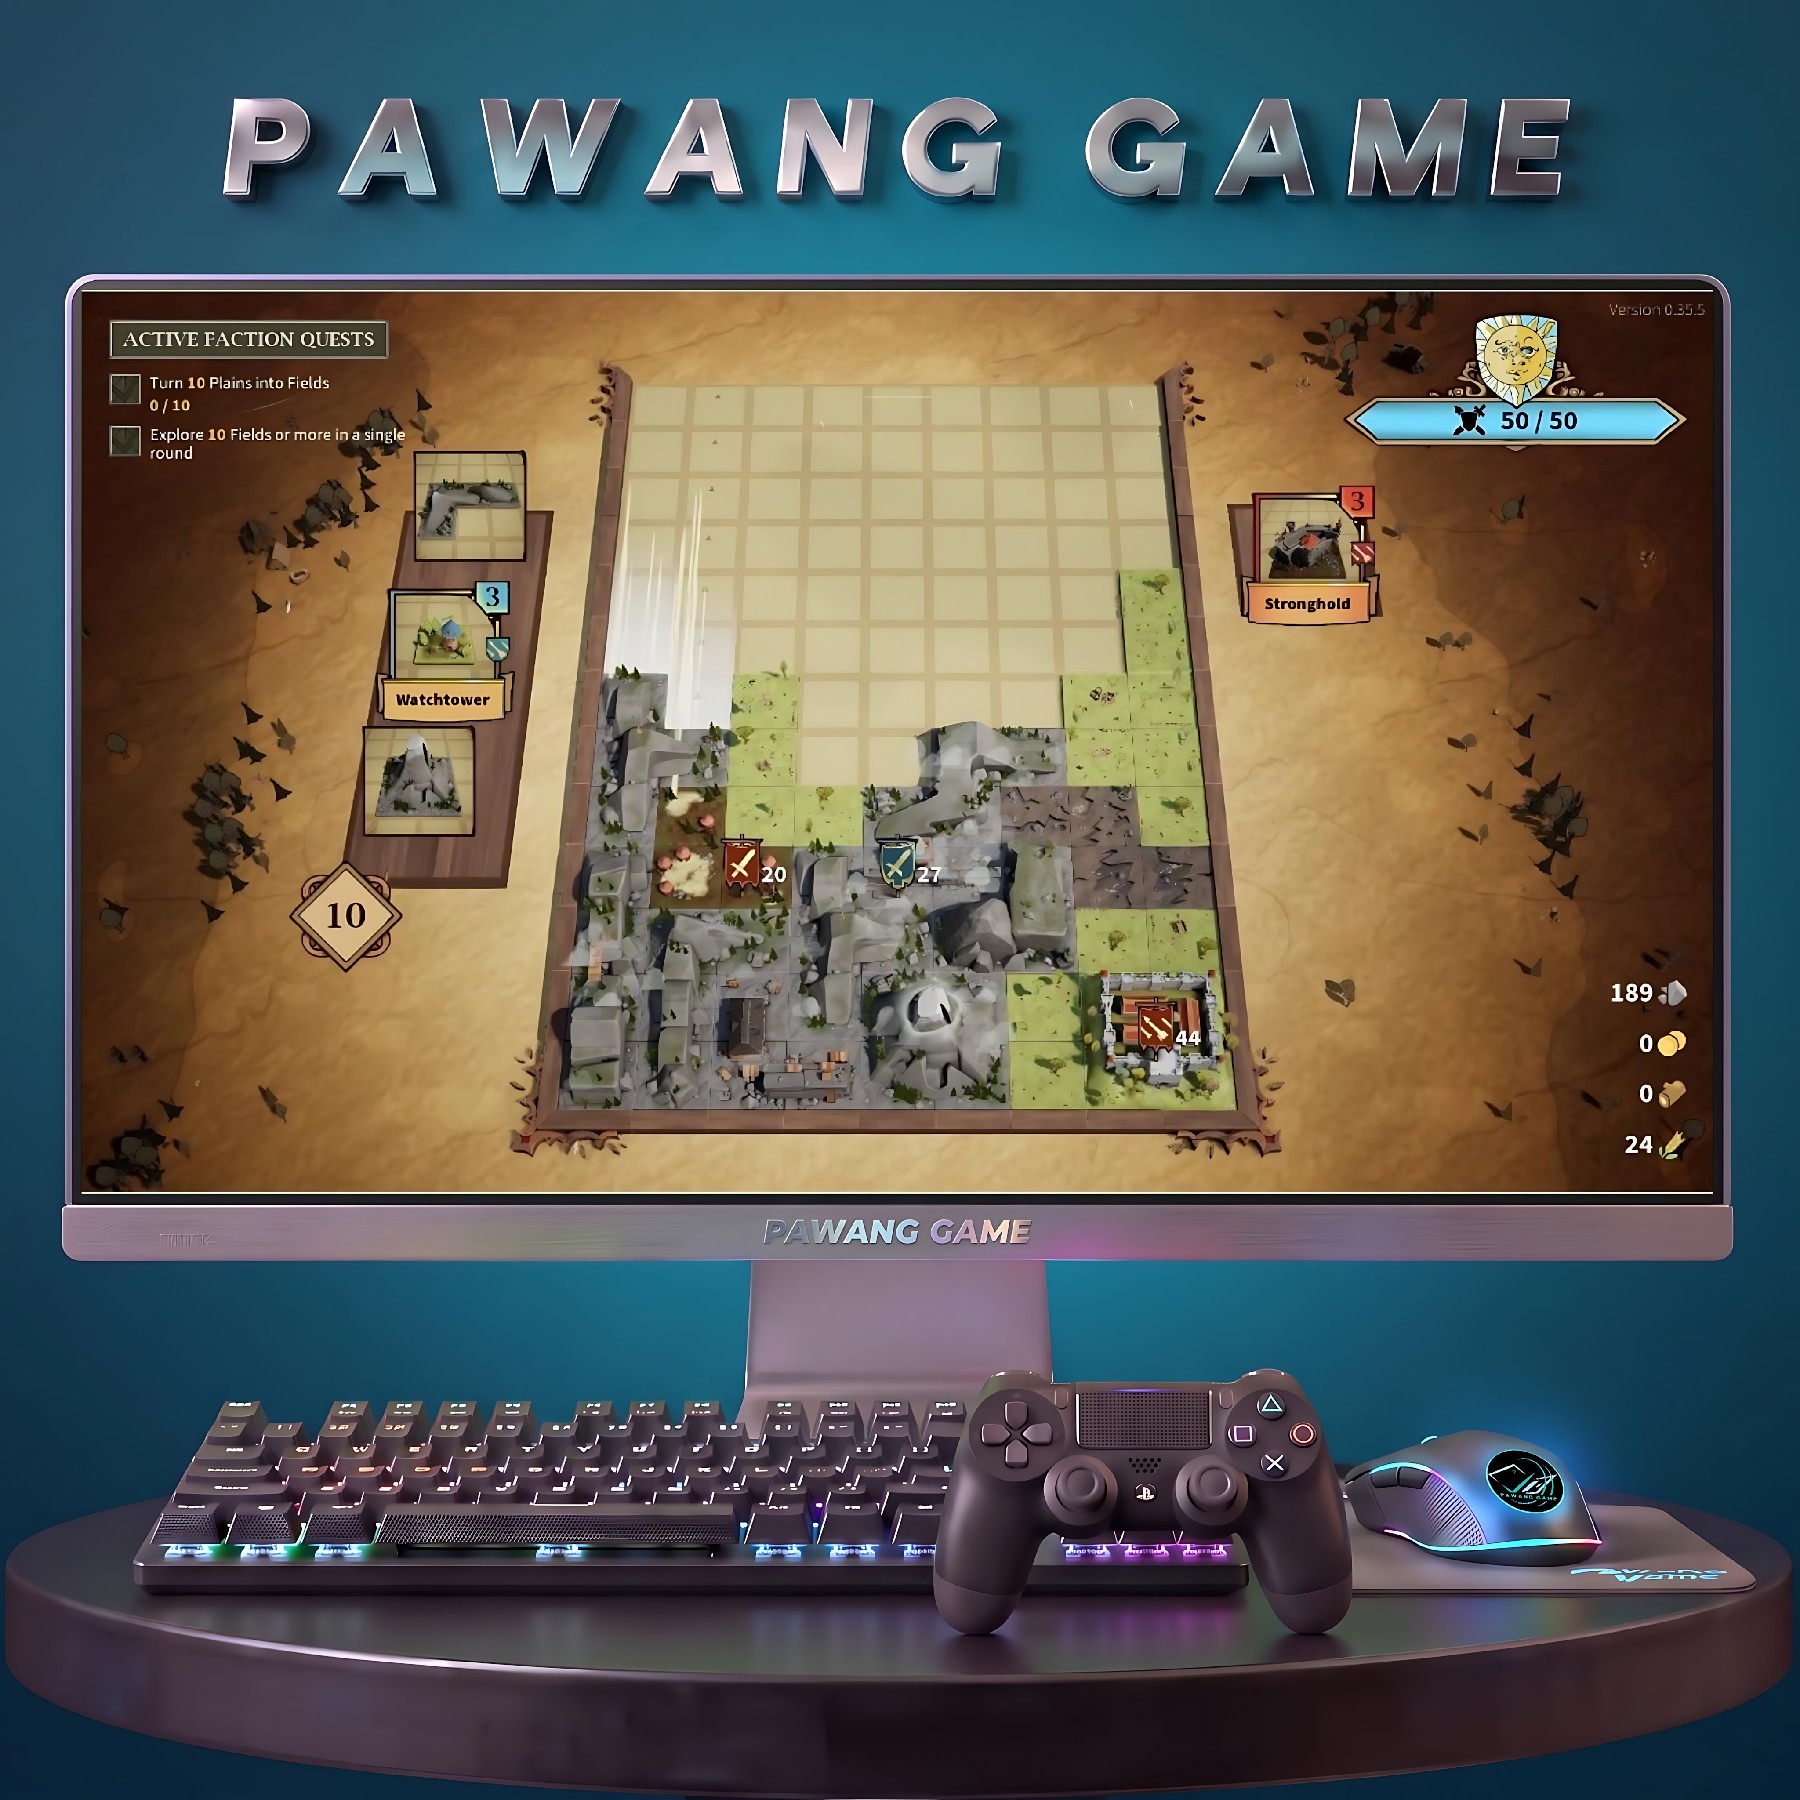 PAWANG GAME
Version 0.35.5
ACTIVE FACTION QUESTS
Turn 10 Plains into Fields
0 / 10
Explore 10 Fields or more in a single
round
50 / 50
3
Stronghold
3
Watchtower
20
27
10
44
189
0
0
24
PAWANG GAME
PAWANG GAME